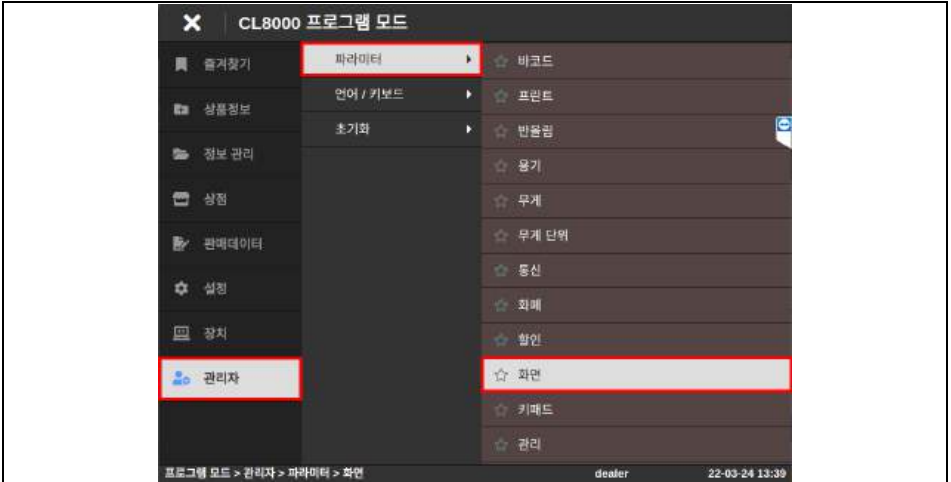 CL8000 프로그램 모드
즐겨찾기
상품정보
정보 관리
상점
판매데이터
설정
장치
관리자
파라미터
언어 / 키보드
초기화
바코드
프린트
반올림
용기
무게
무게 단위
통신
화폐
할인
화면
키패드
관리
프로그램 모드 > 관리자 > 파라미터 > 화면
dealer
22-03-24 13:39